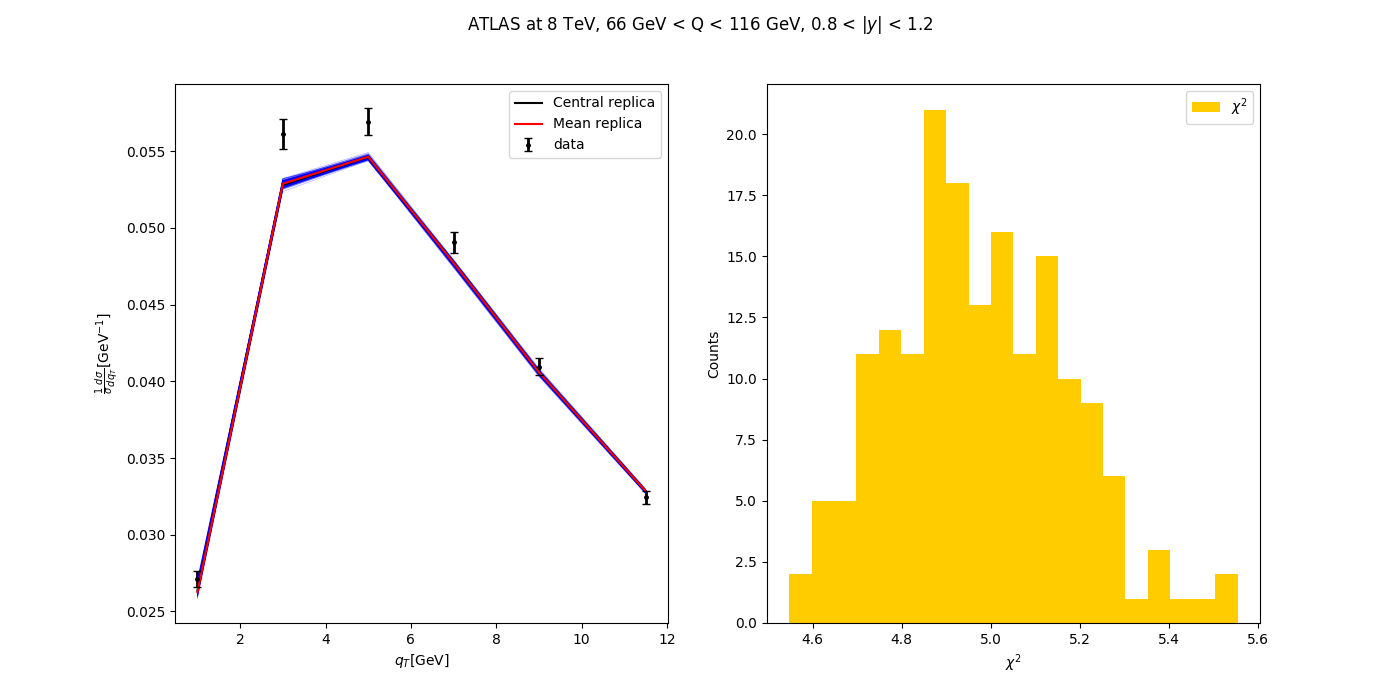 ATLAS at 8 TeV, 66 GeV < Q < 116 GeV, 0.8 < |y| < 1.2
Central replica
Mean replica
data
0.055
0.050
0.045
0.040
0.035
0.030
0.025
1/σ dσ/dq_T [GeV⁻¹]
2 4 6 8 10 12
q_T[GeV]
χ²
20.0
17.5
15.0
12.5
10.0
7.5
5.0
2.5
0.0
Counts
4.6 4.8 5.0 5.2 5.4 5.6
χ²